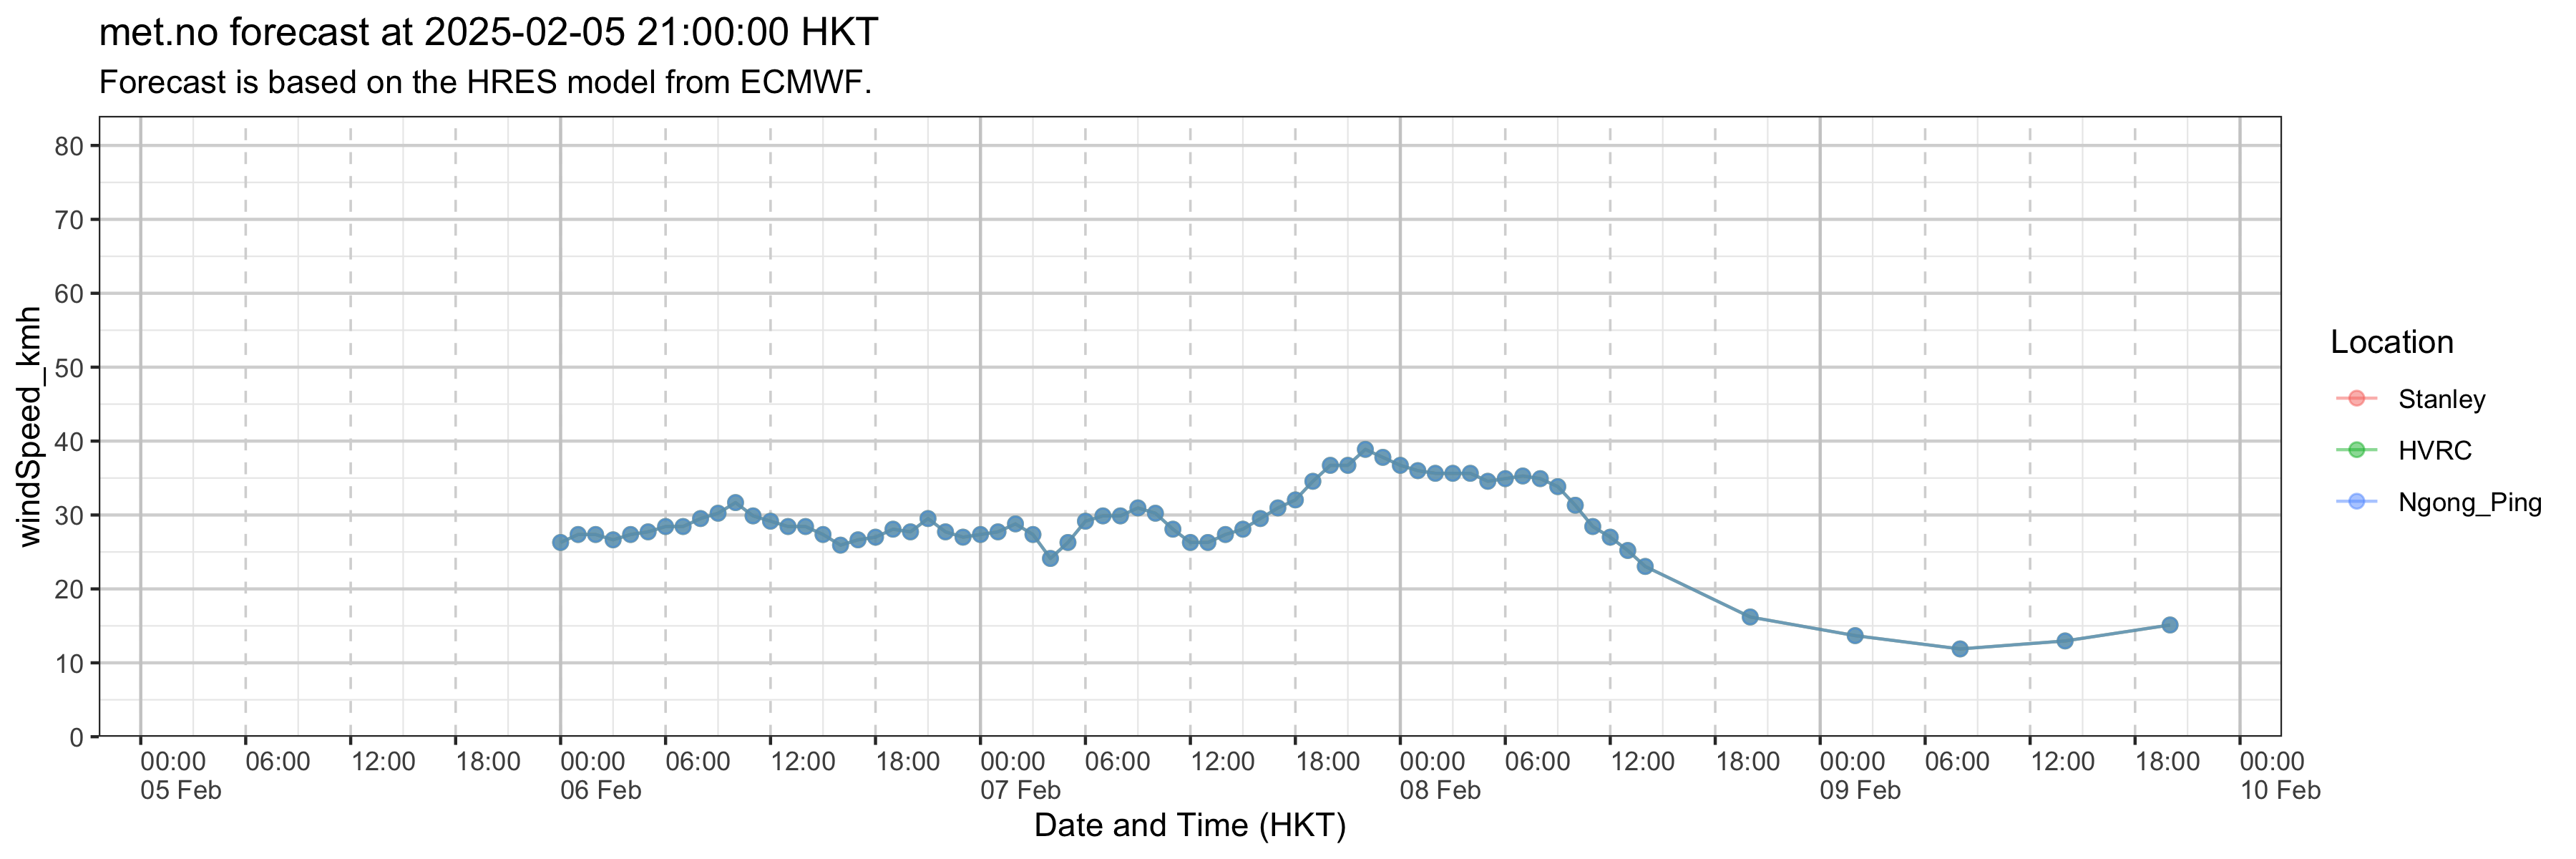 met.no forecast at 2025-02-05 21:00:00 HKT
Forecast is based on the HRES model from ECMWF.
windSpeed_kmh
80
70
60
50
40
30
20
10
0
00:00 06:00 12:00 18:00 00:00 06:00 12:00 18:00 00:00 06:00 12:00 18:00 00:00 06:00 12:00 18:00 00:00 06:00 12:00 18:00 00:00
05 Feb 06 Feb 07 Feb 08 Feb 09 Feb 10 Feb
Date and Time (HKT)
Location
Stanley
HVRC
Ngong_Ping